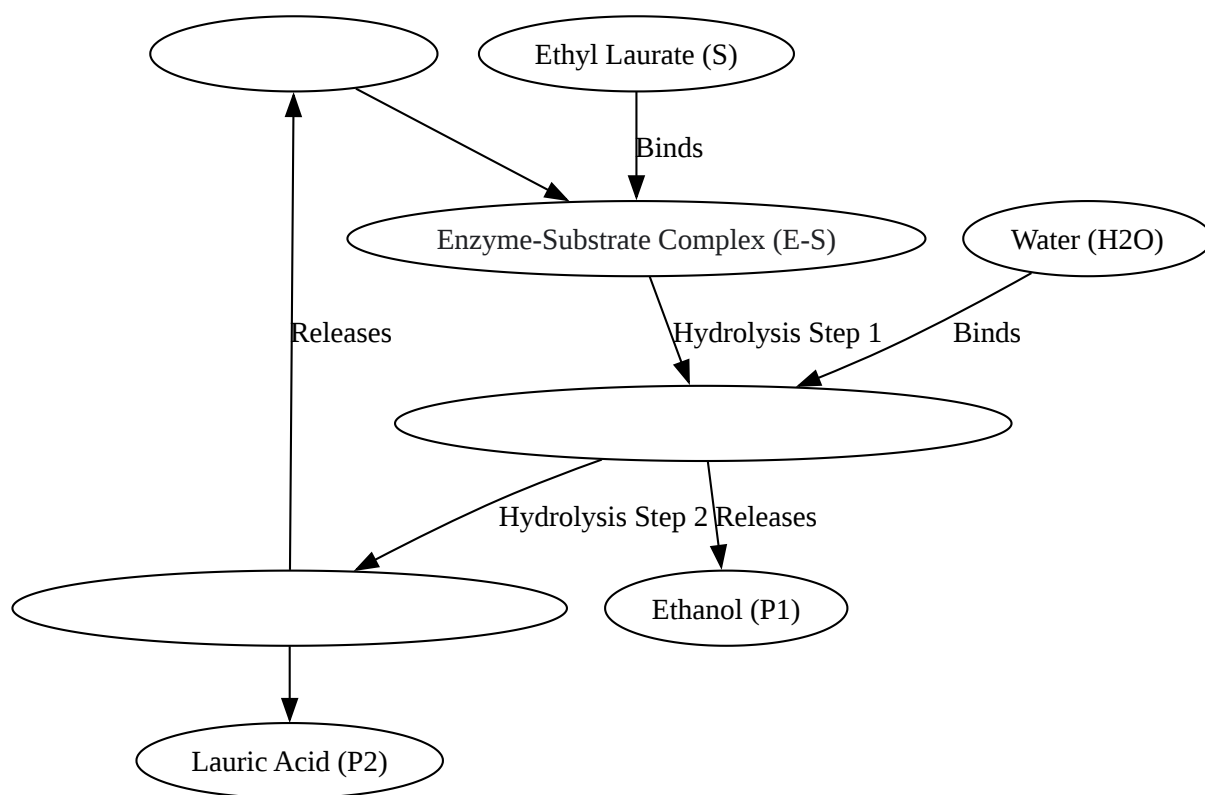 Ethyl Laurate (S)
Binds
Enzyme-Substrate Complex (E-S)
Water (H2O)
Releases
Hydrolysis Step 1
Binds
Hydrolysis Step 2
Releases
Ethanol (P1)
Lauric Acid (P2)